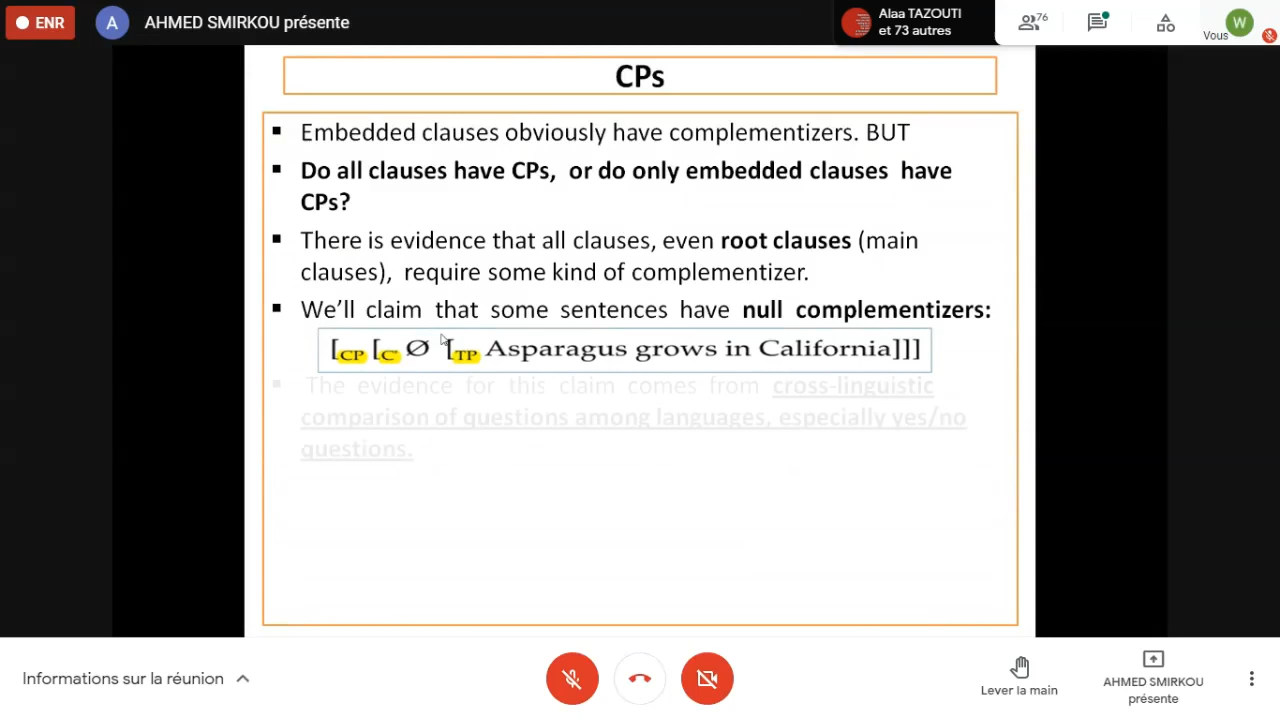 ENR
A
AHMED SMIRKOU présente
Alaa TAZOUTI
et 73 autres
76
Vous
W
CPs
▪ Embedded clauses obviously have complementizers. BUT
▪ Do all clauses have CPs, or do only embedded clauses have
CPs?
▪ There is evidence that all clauses, even root clauses (main
clauses), require some kind of complementizer.
▪ We'll claim that some sentences have null complementizers:
[CP [C' Ø [TP Asparagus grows in California]]]
▪ The evidence for this claim comes from cross-linguistic
comparison of questions among languages, especially yes/no
questions.
Informations sur la réunion
Lever la main
AHMED SMIRKOU
présente